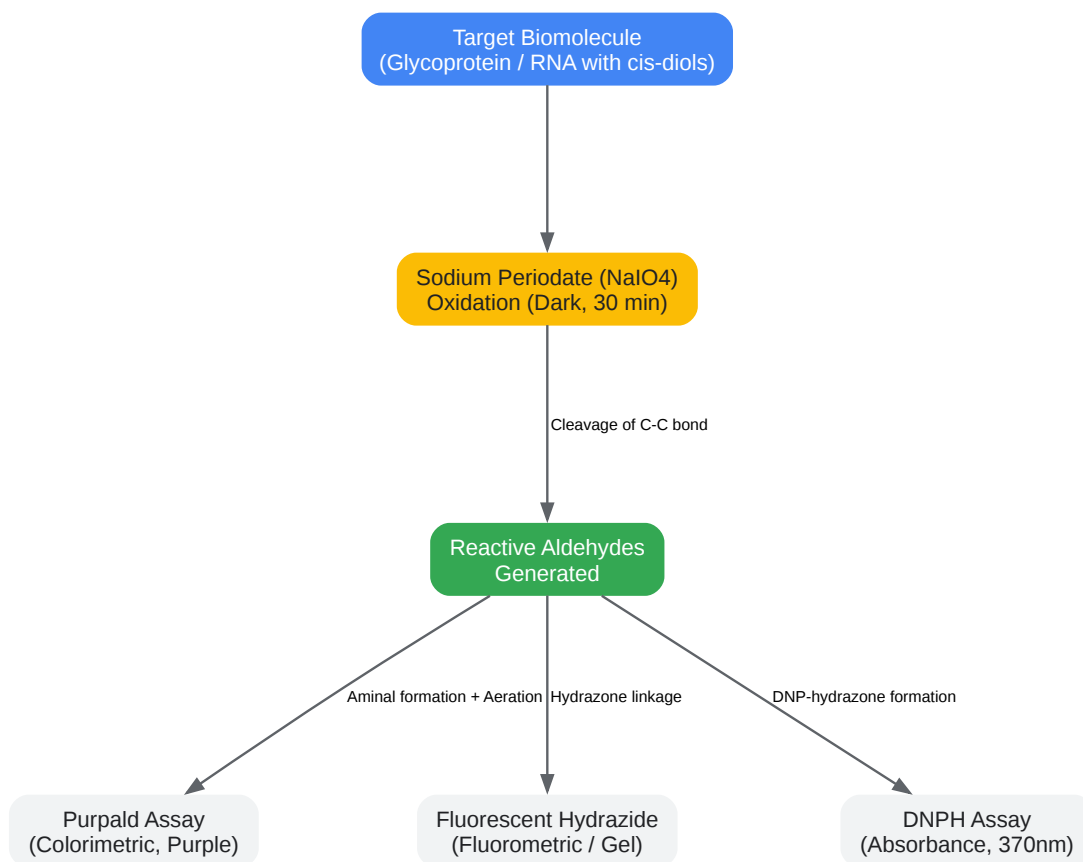 Target Biomolecule
(Glycoprotein / RNA with cis-diols)
Sodium Periodate (NaIO4)
Oxidation (Dark, 30 min)
Cleavage of C-C bond
Reactive Aldehydes
Generated
Aminal formation + Aeration
Hydrazone linkage
DNP-hydrazone formation
Purpald Assay
(Colorimetric, Purple)
Fluorescent Hydrazide
(Fluorometric / Gel)
DNPH Assay
(Absorbance, 370nm)